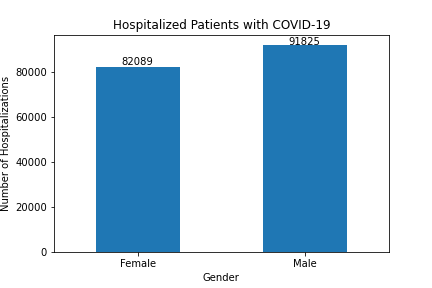 Hospitalized Patients with COVID-19
Number of Hospitalizations
80000
60000
40000
20000
0
82089
91825
Female
Male
Gender